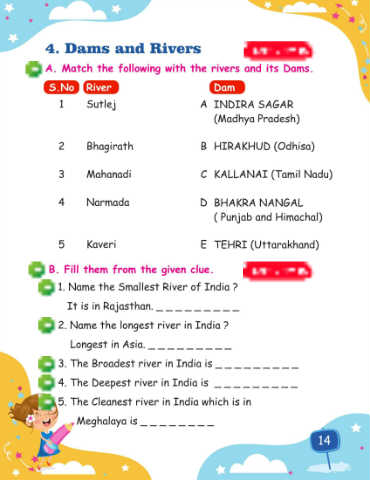 4. Dams and Rivers
A. Match the following with the rivers and its Dams.
S.No River Dam
1 Sutlej A INDIRA SAGAR
(Madhya Pradesh)
2 Bhagirath B HIRAKHUD (Odhisa)
3 Mahanadi C KALLANAI (Tamil Nadu)
4 Narmada D BHAKRA NANGAL
( Punjab and Himachal)
5 Kaveri E TEHRI (Uttarakhand)
B. Fill them from the given clue.
1. Name the Smallest River of India ?
It is in Rajasthan. _ _ _ _ _ _ _ _ _
2. Name the longest river in India ?
Longest in Asia. _ _ _ _ _ _ _ _ _
3. The Broadest river in India is _ _ _ _ _ _ _ _ _
4. The Deepest river in India is _ _ _ _ _ _ _ _ _
5. The Cleanest river in India which is in
Meghalaya is _ _ _ _ _ _ _ _
14